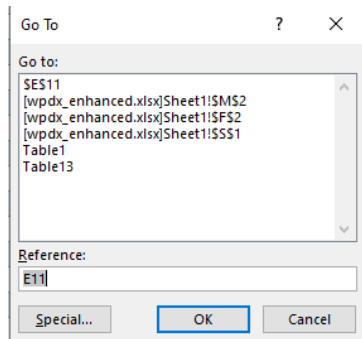 Go To ? ×
Go to:
$E$11
[wpdx_enhanced.xlsx]Sheet1!$M$2
[wpdx_enhanced.xlsx]Sheet1!$F$2
[wpdx_enhanced.xlsx]Sheet1!$S$1
Table1
Table13
Reference:
E11
Special... OK Cancel